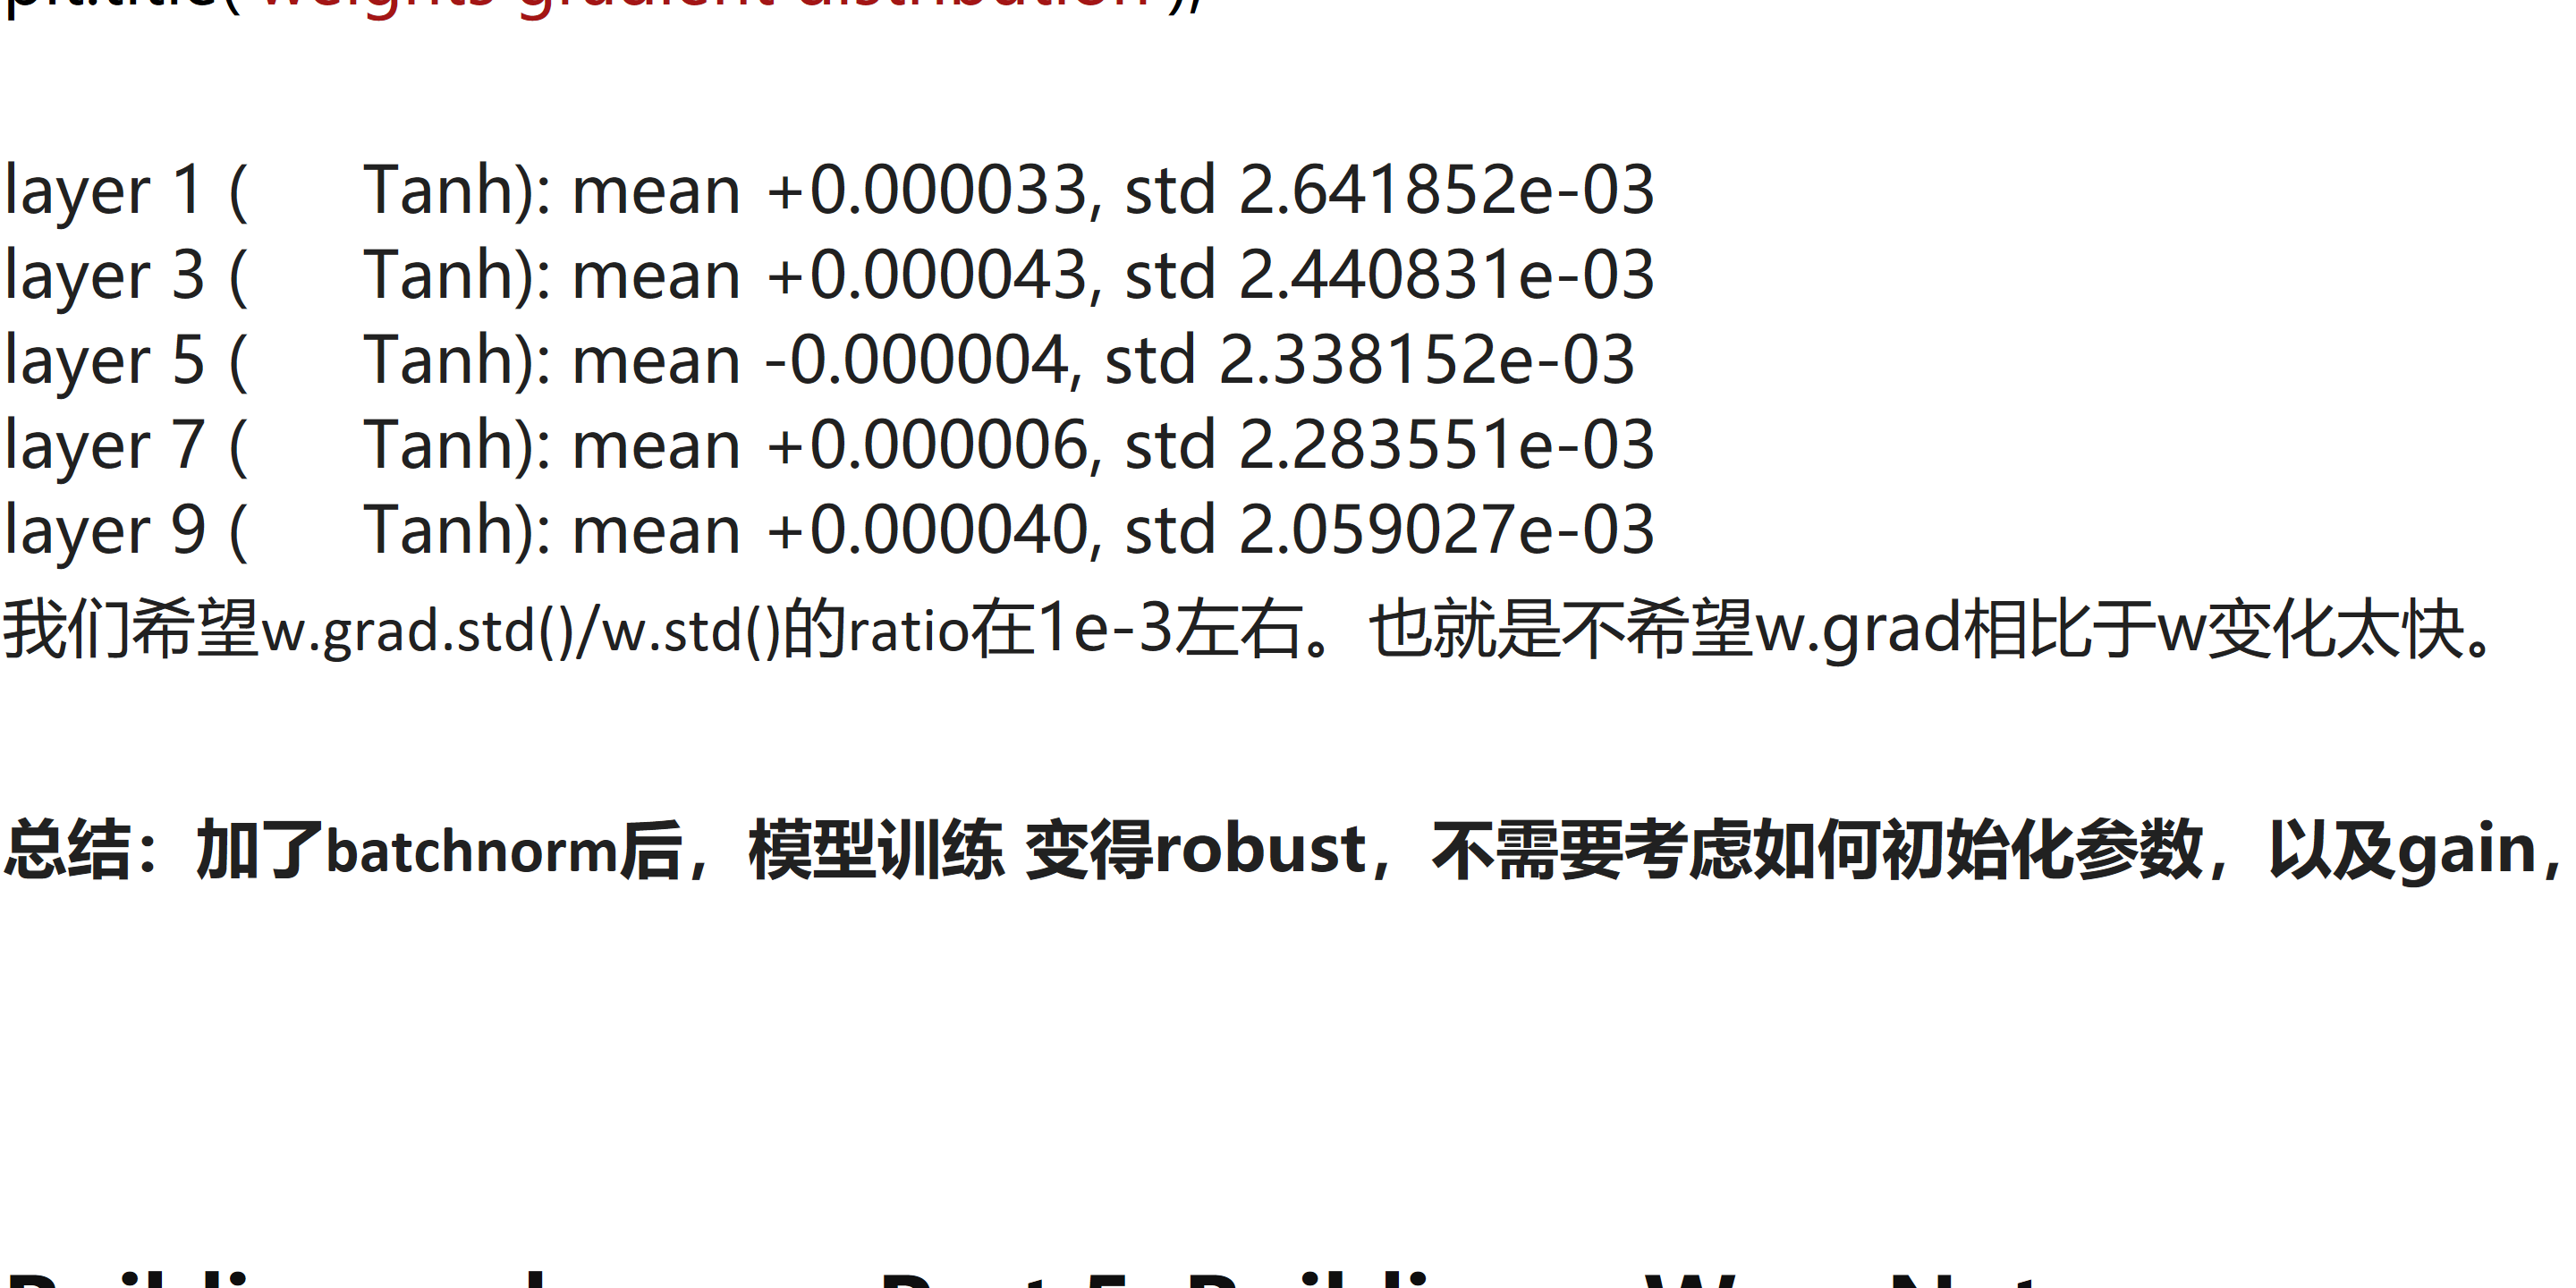 plt.title('weights gradient distribution');
layer 1 (      Tanh): mean +0.000033, std 2.641852e-03
layer 3 (      Tanh): mean +0.000043, std 2.440831e-03
layer 5 (      Tanh): mean -0.000004, std 2.338152e-03
layer 7 (      Tanh): mean +0.000006, std 2.283551e-03
layer 9 (      Tanh): mean +0.000040, std 2.059027e-03
我们希望w.grad.std()/w.std()的ratio在1e-3左右。也就是不希望w.grad相比于w变化太快。
总结：加了batchnorm后，模型训练 变得robust，不需要考虑如何初始化参数，以及gain，
Part 5: Building a WaveNet